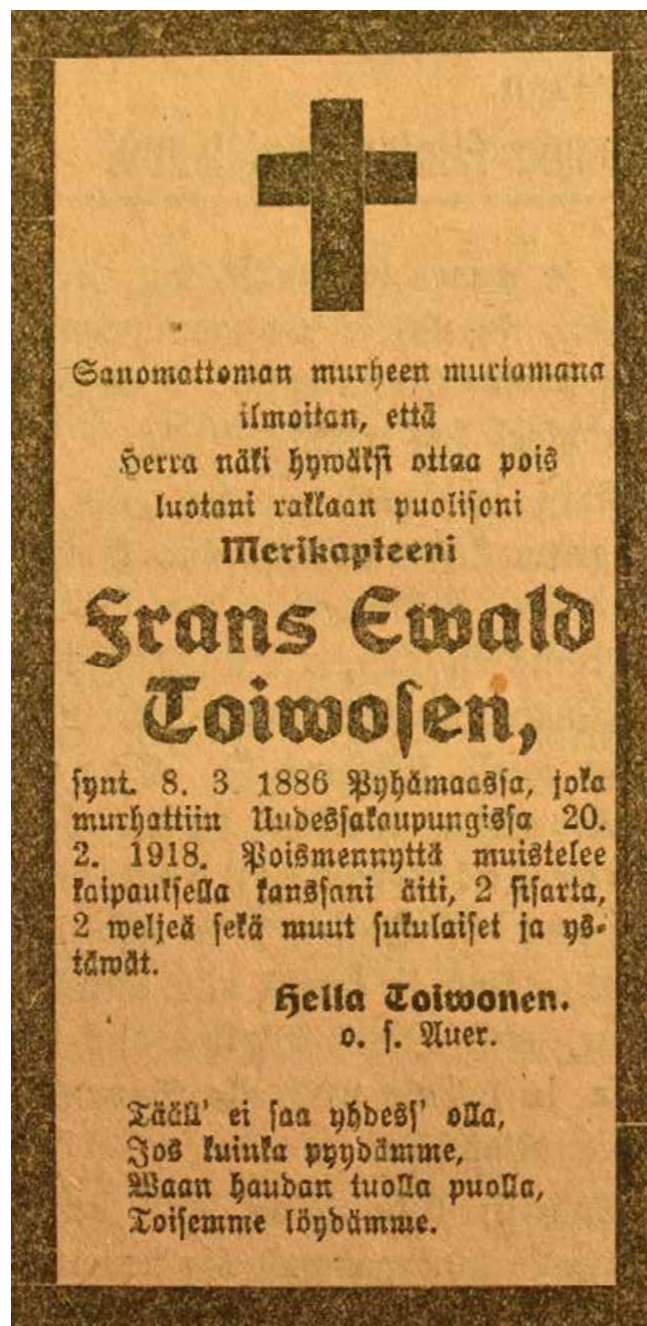 Sanomattoman murheen murtamana
ilmoitan, että
Herra näki hywäksi ottaa pois
luotani rakkaan puolisoni
Merikapteeni
Frans Ewald
Toiwosen,
synt. 8. 3 1886 Pyhämaassa, joka
murhattiin Uudessakaupungissa 20.
2. 1918. Poismennyttä muistelee
kaipauksella kanssani äiti, 2 sisarta,
2 weljeä sekä muut sukulaiset ja ys-
täwät.
Hella Toiwonen.
o. s. Auer.
Tääll' ei saa yhdess' olla,
Jos kuinka pyydämme,
Waan haudan tuolla puolla,
Toisemme löydämme.